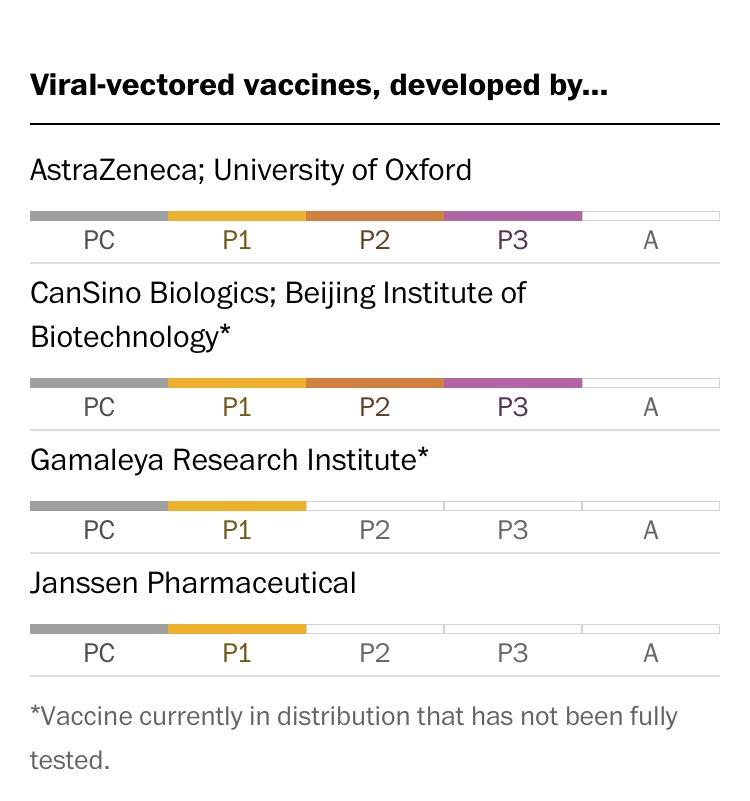 Viral-vectored vaccines, developed by...
AstraZeneca; University of Oxford
PC P1 P2 P3 A
CanSino Biologics; Beijing Institute of
Biotechnology*
PC P1 P2 P3 A
Gamaleya Research Institute*
PC P1 P2 P3 A
Janssen Pharmaceutical
PC P1 P2 P3 A
*Vaccine currently in distribution that has not been fully
tested.